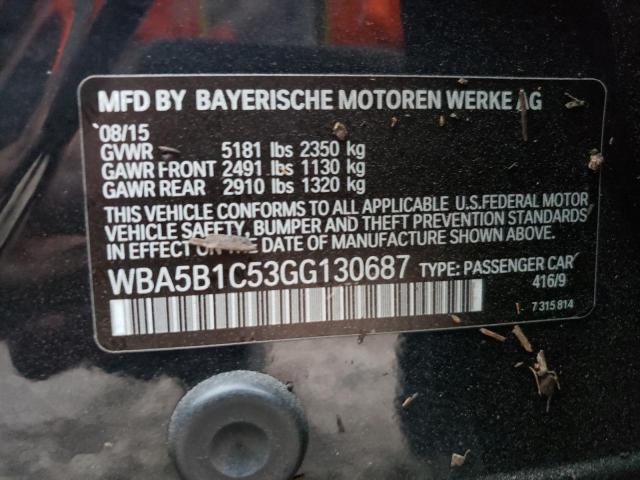 MFD BY BAYERISCHE MOTOREN WERKE AG
08/15
GVWR 5181 lbs 2350 kg
GAWR FRONT 2491 lbs 1130 kg
GAWR REAR 2910 lbs 1320 kg
THIS VEHICLE CONFORMS TO ALL APPLICABLE U.S.FEDERAL MOTOR
VEHICLE SAFETY, BUMPER AND THEFT PREVENTION STANDARDS
IN EFFECT ON THE DATE OF MANUFACTURE SHOWN ABOVE.
WBA5B1C53GG130687 TYPE: PASSENGER CAR
416/9
7 315 814